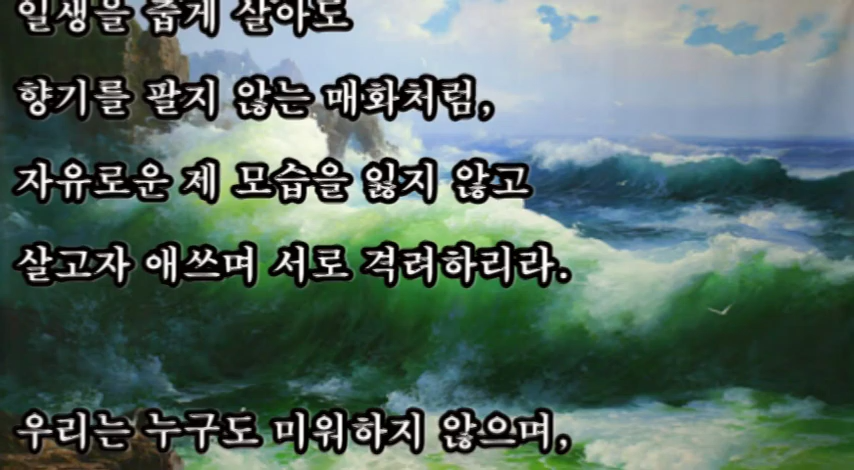 일생을 춥게 살아도
향기를 팔지 않는 매화처럼,
자유로운 제 모습을 잃지 않고
살고자 애쓰며 서로 격려하리라.
우리는 누구도 미워하지 않으며,